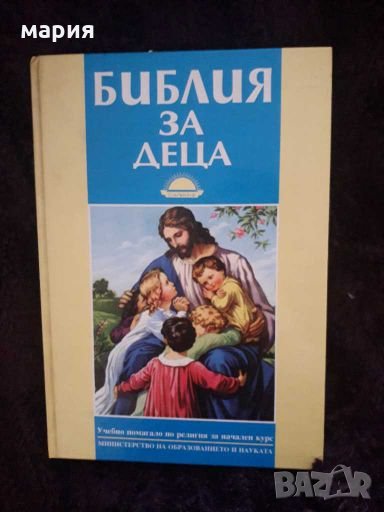 мария
БИБЛИЯ
ЗА
ДЕЦА
Учебно помагало по религия за начален курс
МИНИСТЕРСТВО НА ОБРАЗОВАНИЕТО И НАУКАТА
BAZAR